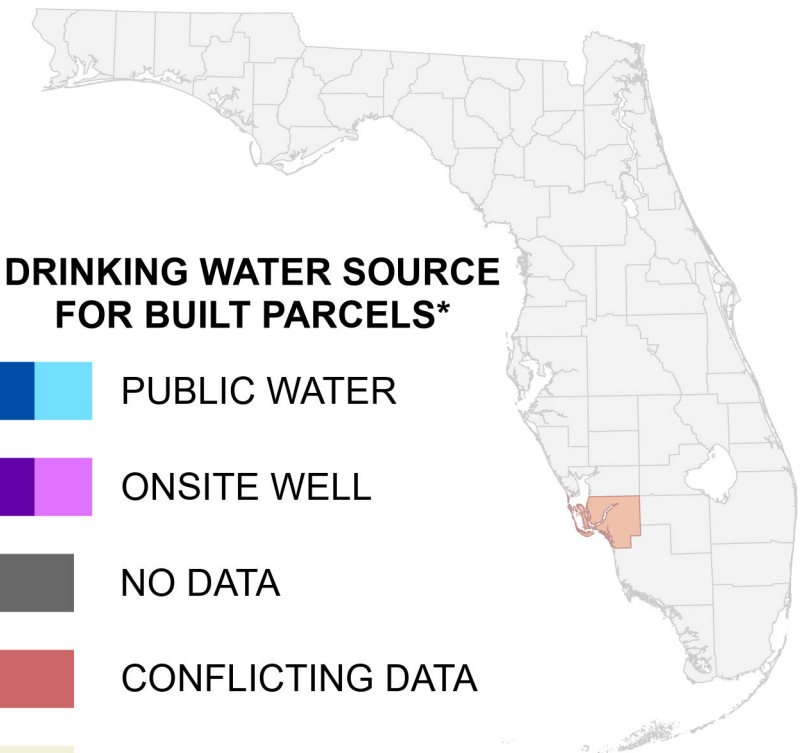 DRINKING WATER SOURCE
FOR BUILT PARCELS*
PUBLIC WATER
ONSITE WELL
NO DATA
CONFLICTING DATA